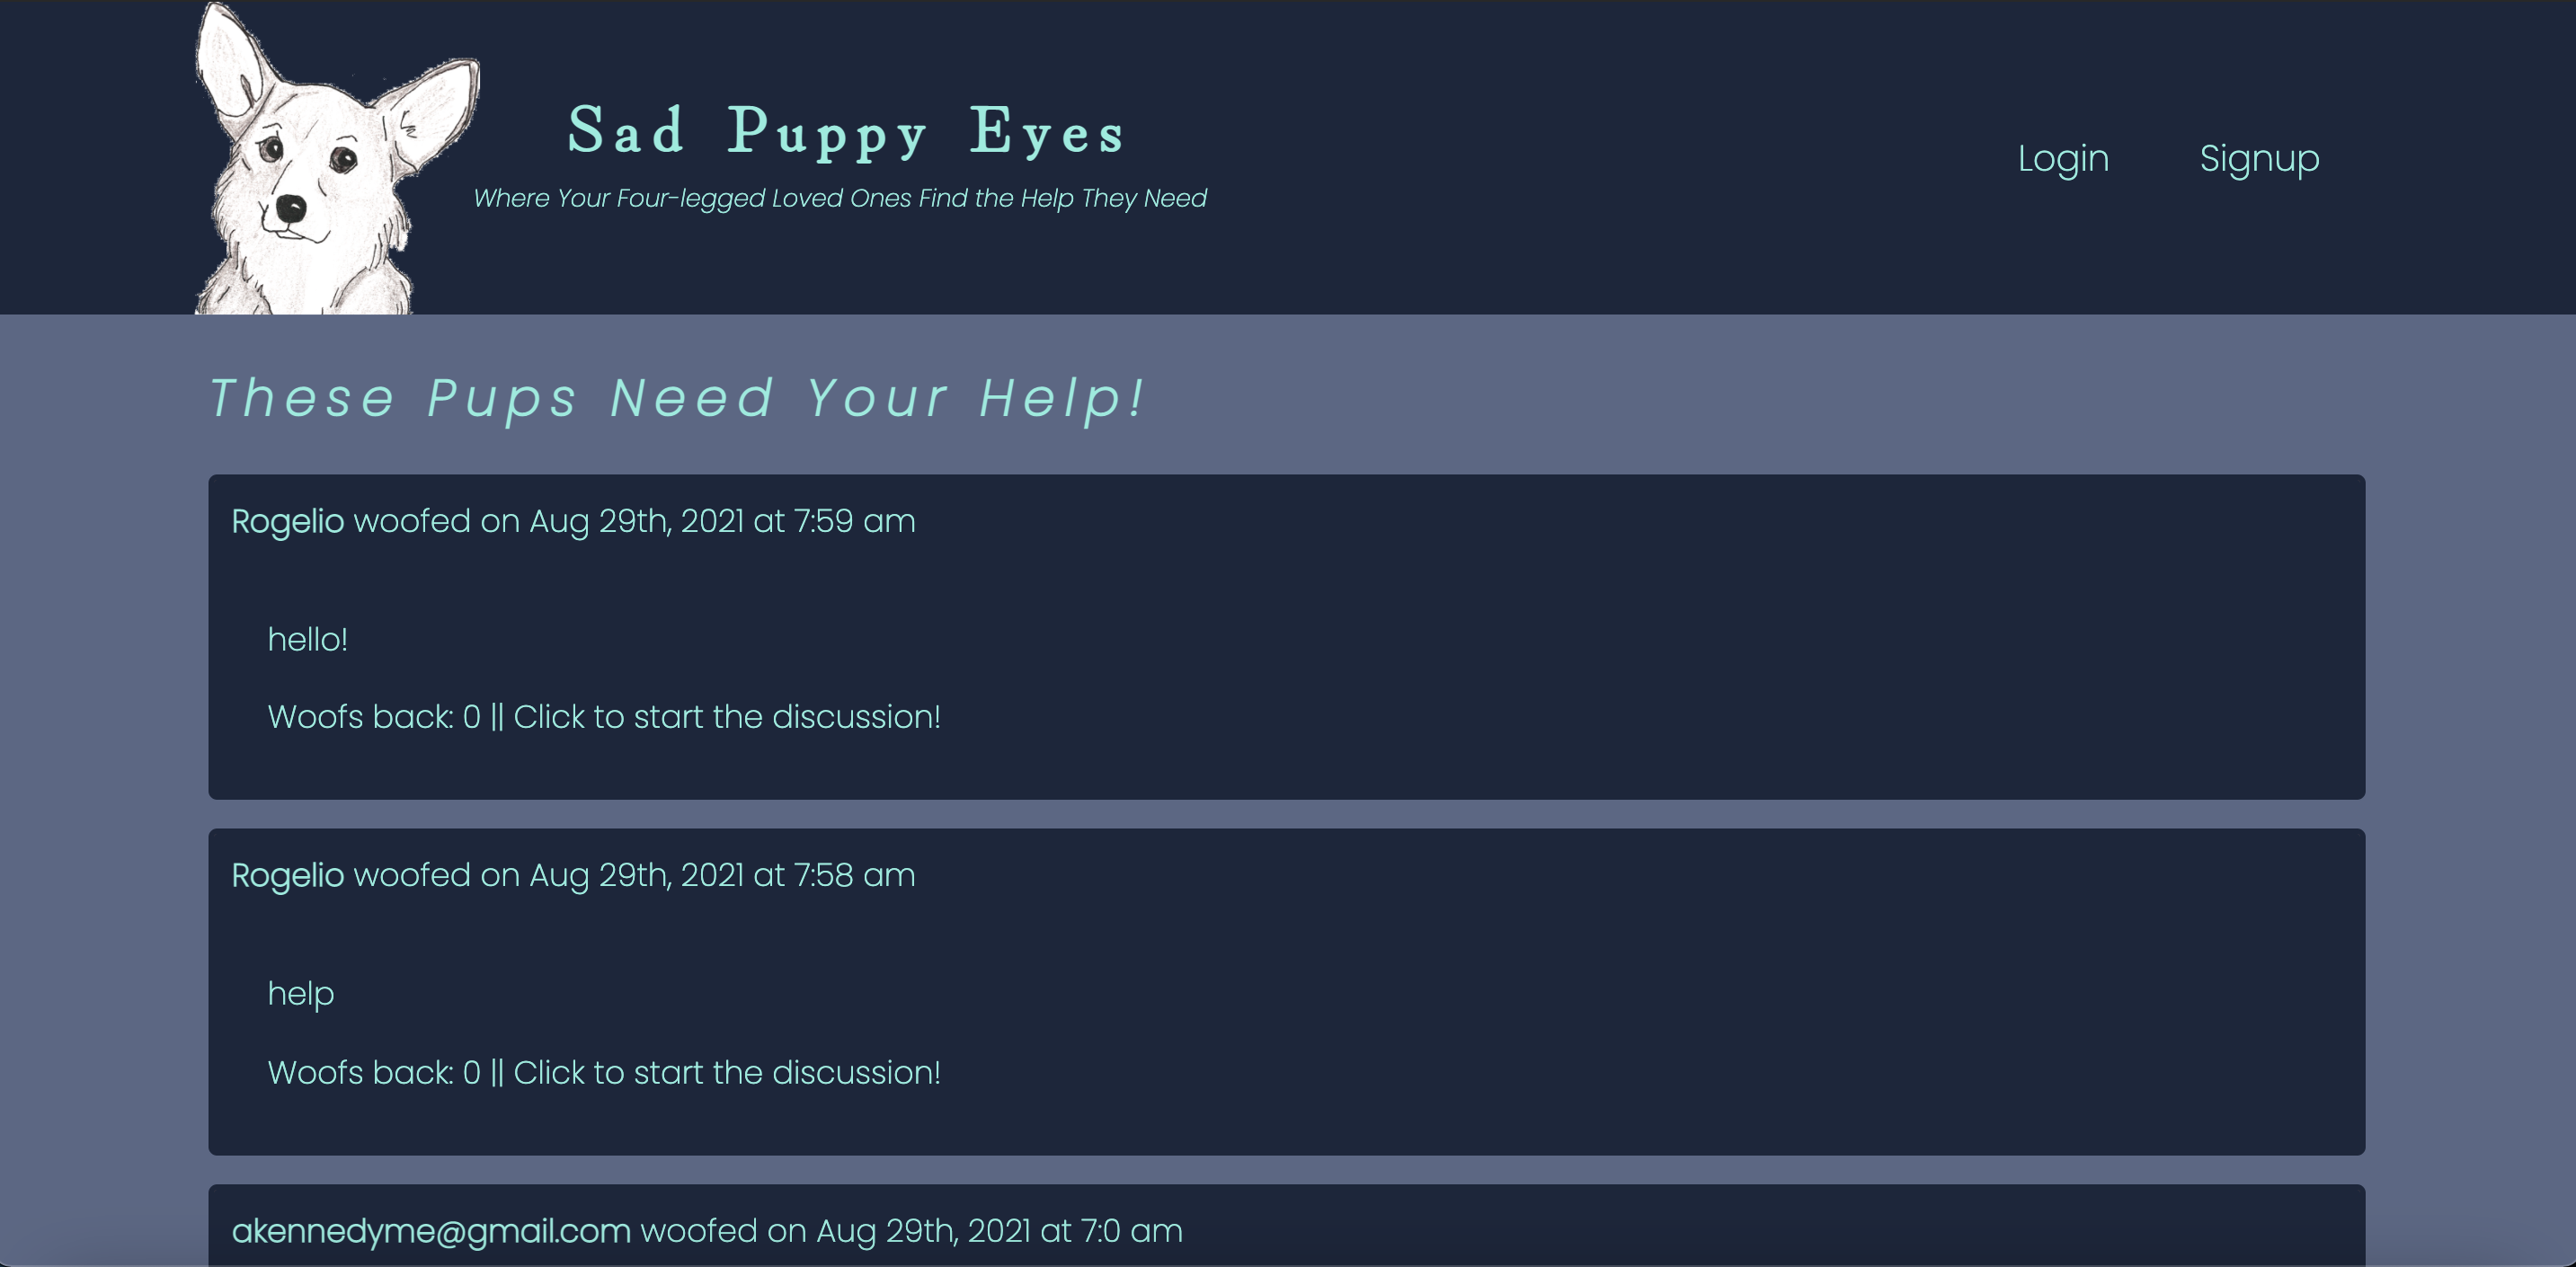 Sad Puppy Eyes
Where Your Four-legged Loved Ones Find the Help They Need
Login Signup
These Pups Need Your Help!
Rogelio woofed on Aug 29th, 2021 at 7:59 am
hello!
Woofs back: 0 || Click to start the discussion!
Rogelio woofed on Aug 29th, 2021 at 7:58 am
help
Woofs back: 0 || Click to start the discussion!
akennedyme@gmail.com woofed on Aug 29th, 2021 at 7:0 am